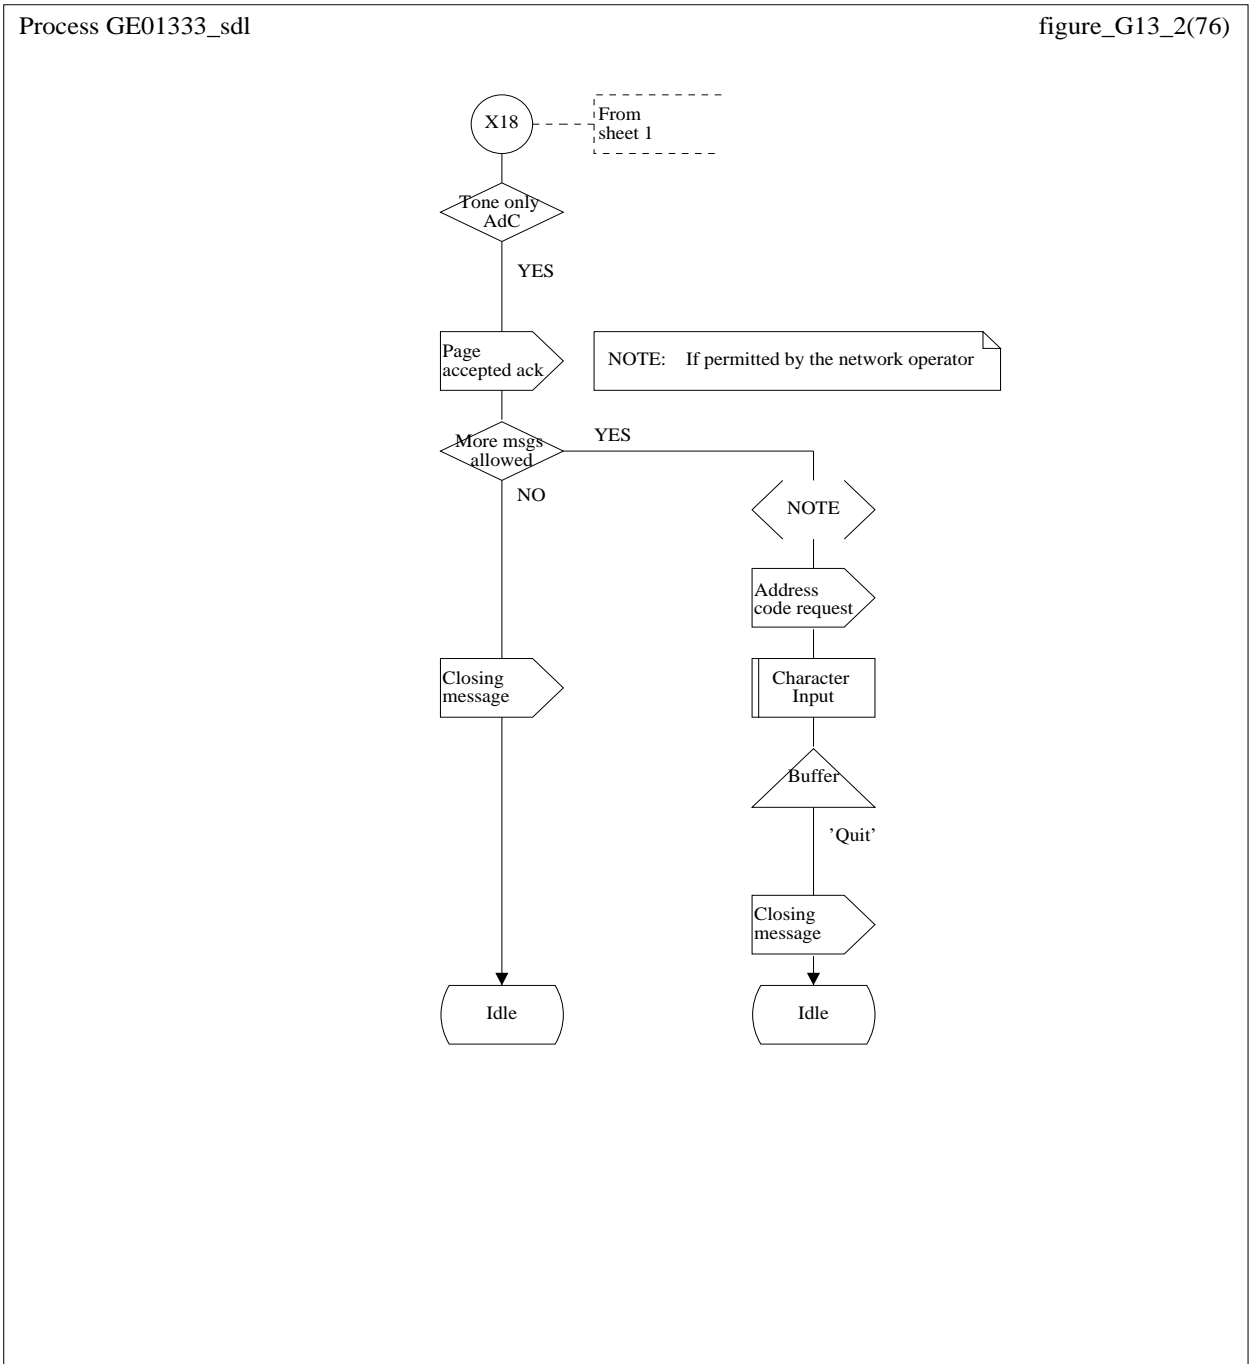 Process GE01333_sdl
figure_G13_2(76)
X18
From
sheet 1
Tone only
AdC
YES
Page
accepted ack
NOTE: If permitted by the network operator
More msgs
allowed
YES
NO
NOTE
Address
code request
Closing
message
Character
Input
Buffer
'Quit'
Closing
message
Idle
Idle